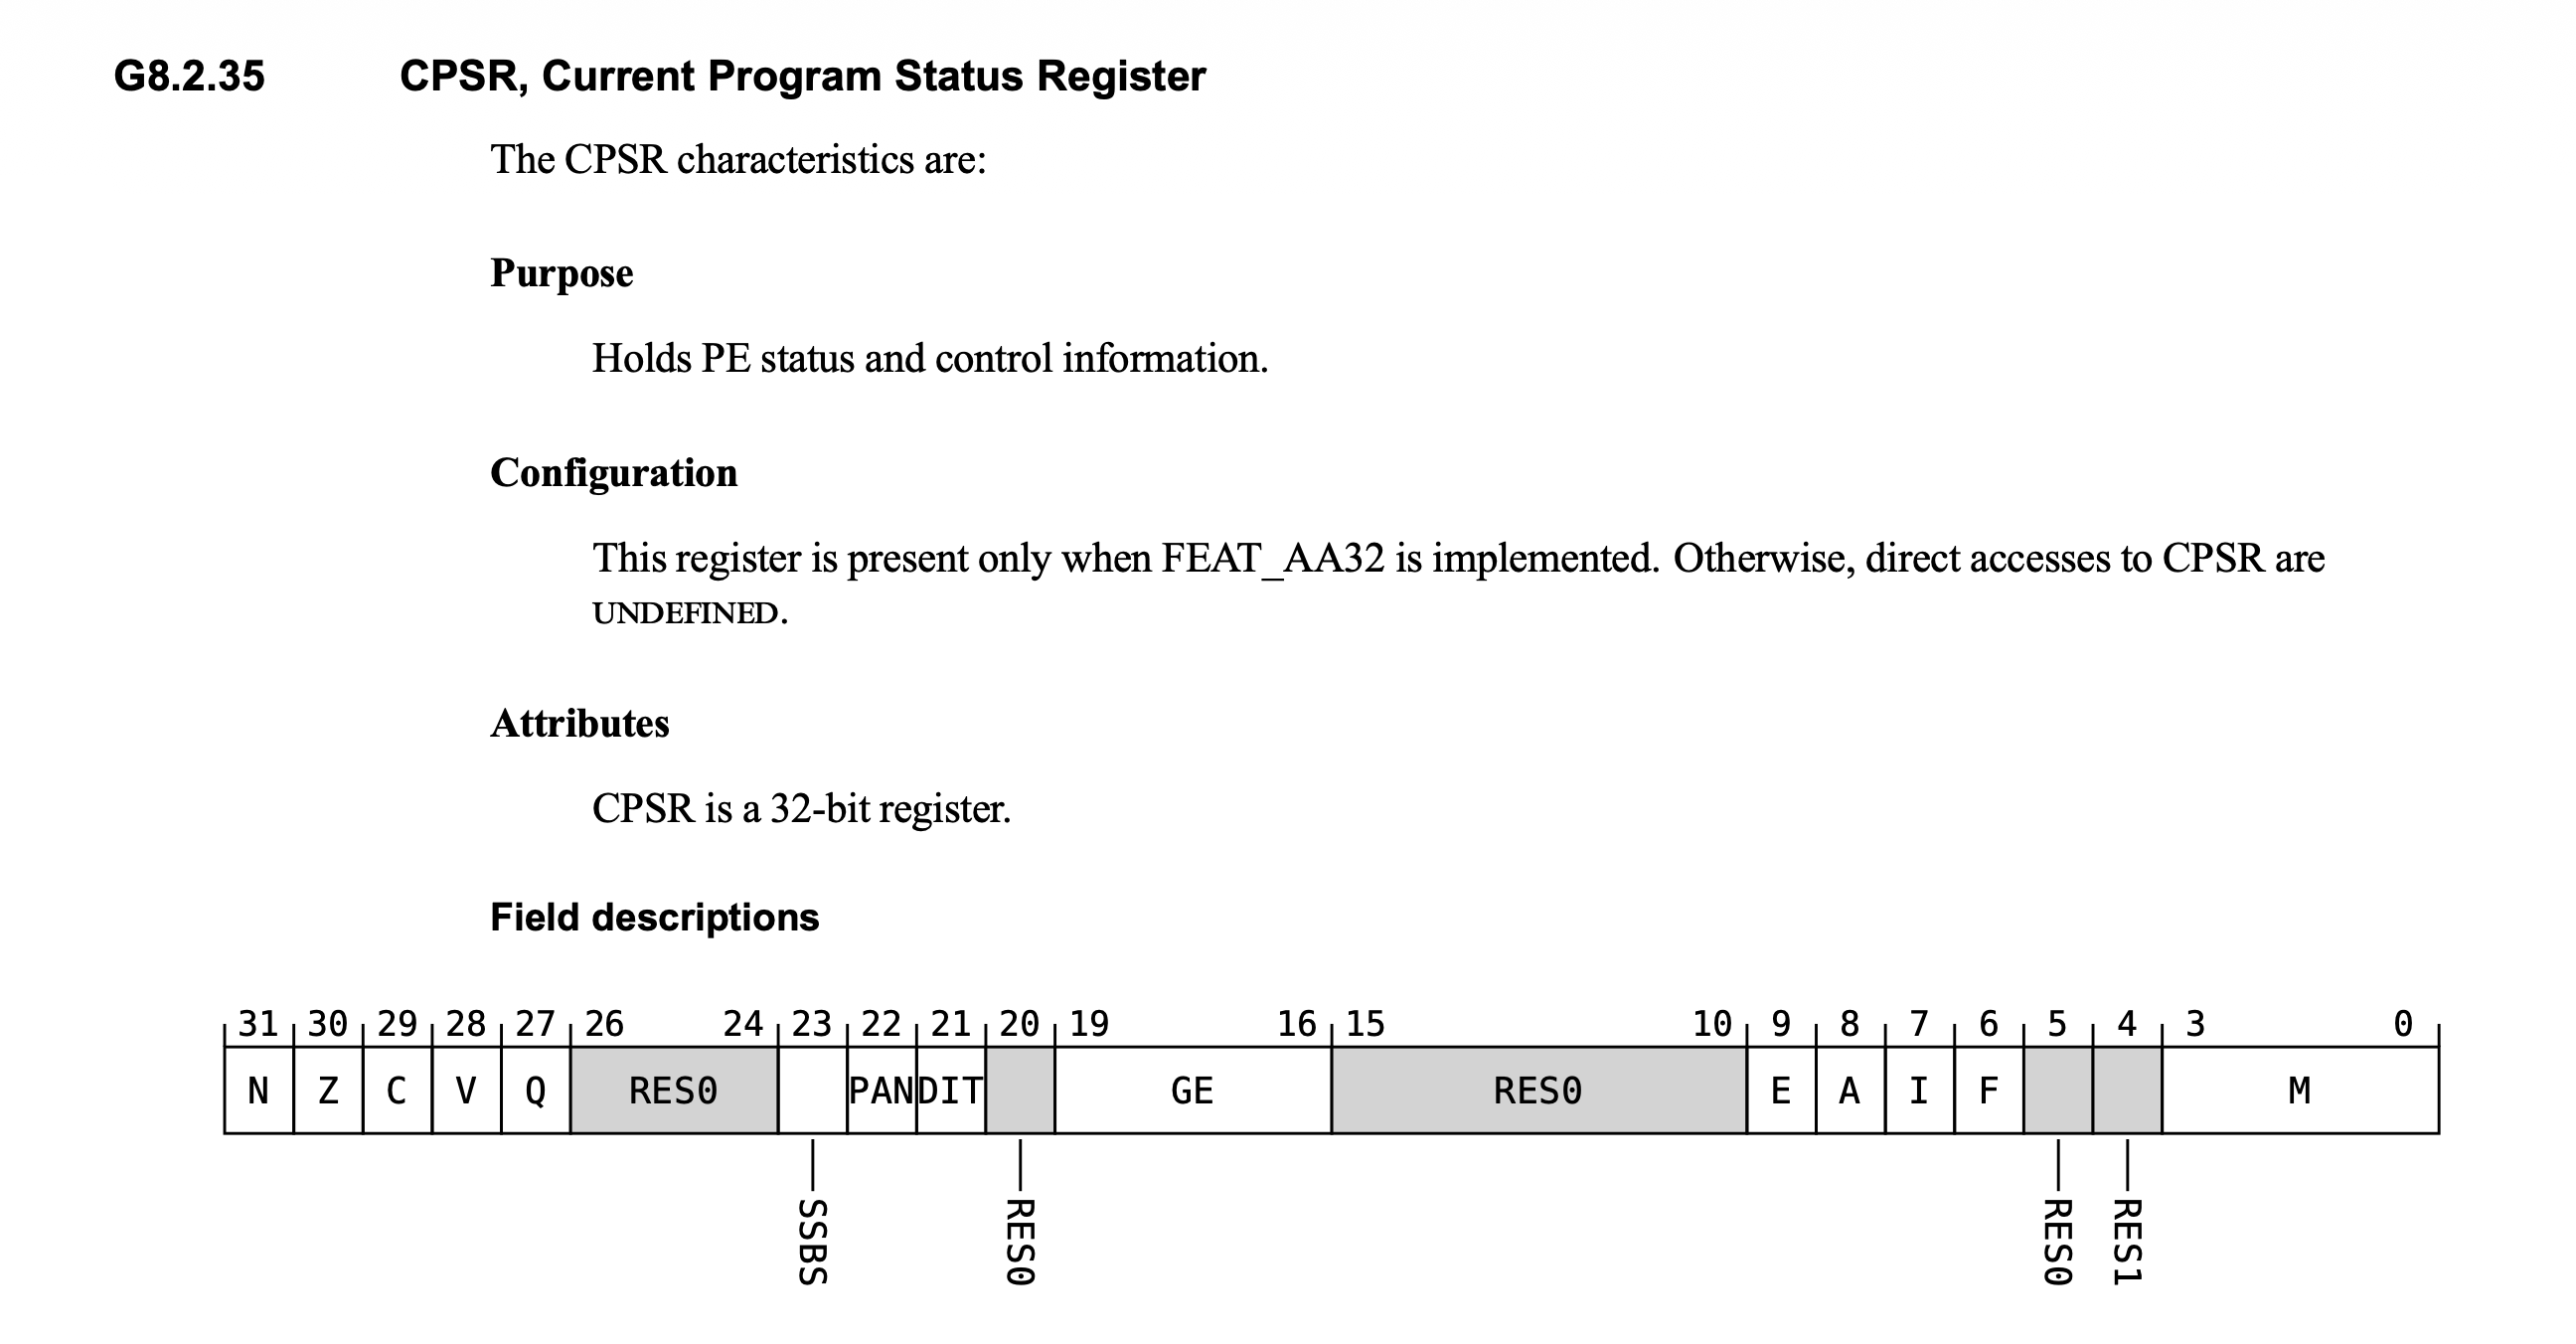 G8.2.35 CPSR, Current Program Status Register
The CPSR characteristics are:
Purpose
Holds PE status and control information.
Configuration
This register is present only when FEAT_AA32 is implemented. Otherwise, direct accesses to CPSR are
UNDEFINED.
Attributes
CPSR is a 32-bit register.
Field descriptions
31 30 29 28 27 26 24 23 22 21 20 19 16 15 10 9 8 7 6 5 4 3 0
N Z C V Q RES0 PAN DIT GE RES0 E A I F M
SSBS RES0 RES0 RES1